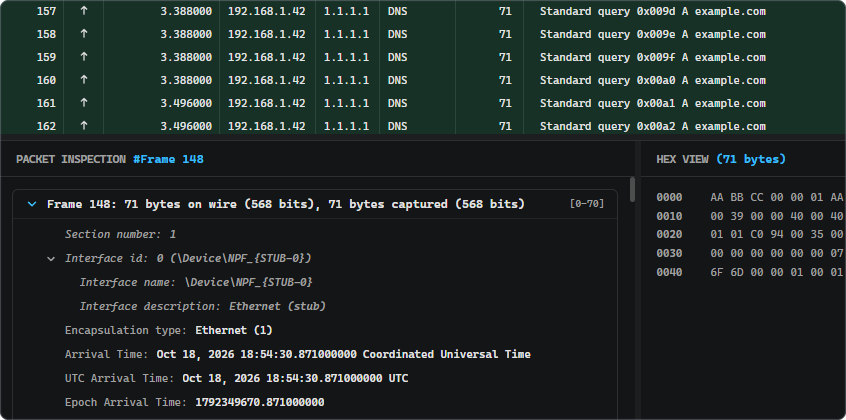 157 ↑ 3.388000 192.168.1.42 1.1.1.1 DNS 71 Standard query 0x009d A example.com
158 ↑ 3.388000 192.168.1.42 1.1.1.1 DNS 71 Standard query 0x009e A example.com
159 ↑ 3.388000 192.168.1.42 1.1.1.1 DNS 71 Standard query 0x009f A example.com
160 ↑ 3.388000 192.168.1.42 1.1.1.1 DNS 71 Standard query 0x00a0 A example.com
161 ↑ 3.496000 192.168.1.42 1.1.1.1 DNS 71 Standard query 0x00a1 A example.com
162 ↑ 3.496000 192.168.1.42 1.1.1.1 DNS 71 Standard query 0x00a2 A example.com
PACKET INSPECTION #Frame 148
Frame 148: 71 bytes on wire (568 bits), 71 bytes captured (568 bits) [0-70]
Section number: 1
Interface id: 0 (\Device\NPF_{STUB-0})
Interface name: \Device\NPF_{STUB-0}
Interface description: Ethernet (stub)
Encapsulation type: Ethernet (1)
Arrival Time: Oct 18, 2026 18:54:30.871000000 Coordinated Universal Time
UTC Arrival Time: Oct 18, 2026 18:54:30.871000000 UTC
Epoch Arrival Time: 1792349670.871000000
HEX VIEW (71 bytes)
0000 AA BB CC 00 00 01 AA
0010 00 39 00 00 40 00 40
0020 01 01 C0 94 00 35 00
0030 00 00 00 00 00 00 07
0040 6F 6D 00 00 01 00 01